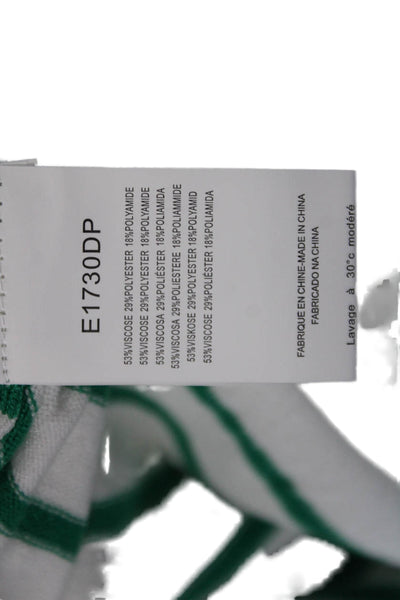 E1730DP
53%VISCOSE 29%POLYESTER 18%POLYAMIDE
53%VISCOSE 29%POLYESTER 18%POLYAMIDE
53%VISCOSA 29%POLIÉSTER 18%POLIAMIDA
53%VISCOSA 29%POLIESTERE 18%POLIAMMIDE
53%VISKOSE 29%POLYESTER 18%POLYAMID
53%VISCOSE 29%POLIÉSTER 18%POLIAMIDA
FABRIQUE EN CHINE-MADE IN CHINA
FABRICADO NA CHINA
Lavage à 30°c modéré